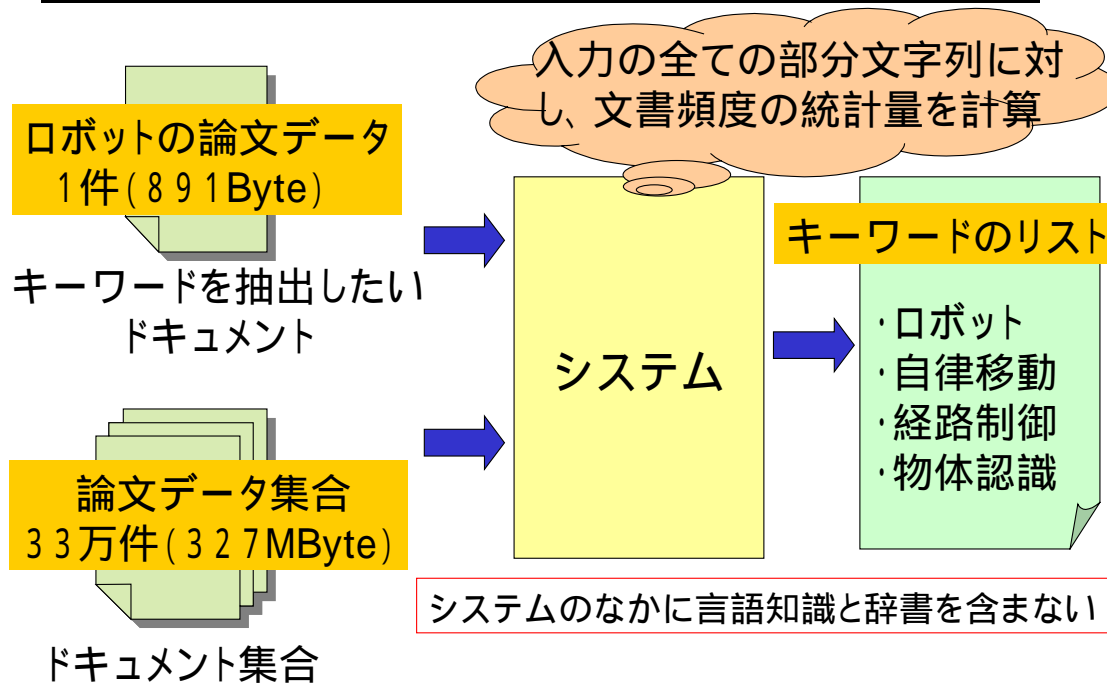 入力の全ての部分文字列に対
し、文書頻度の統計量を計算
ロボットの論文データ
1件(891Byte)
キーワードを抽出したい
ドキュメント
論文データ集合
33万件(327MByte)
ドキュメント集合
システム
キーワードのリスト
・ロボット
・自律移動
・経路制御
・物体認識
システムのなかに言語知識と辞書を含まない